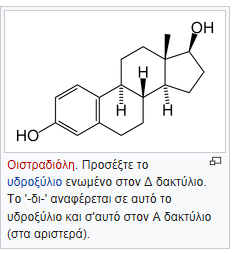 OH
H
H
H
HO
Οιστραδιόλη. Προσέξτε το
υδροξύλιο ενωμένο στον Δ δακτύλιο.
Το '-δι-' αναφέρεται σε αυτό το
υδροξύλιο και σ'αυτό στον Α δακτύλιο
(στα αριστερά).